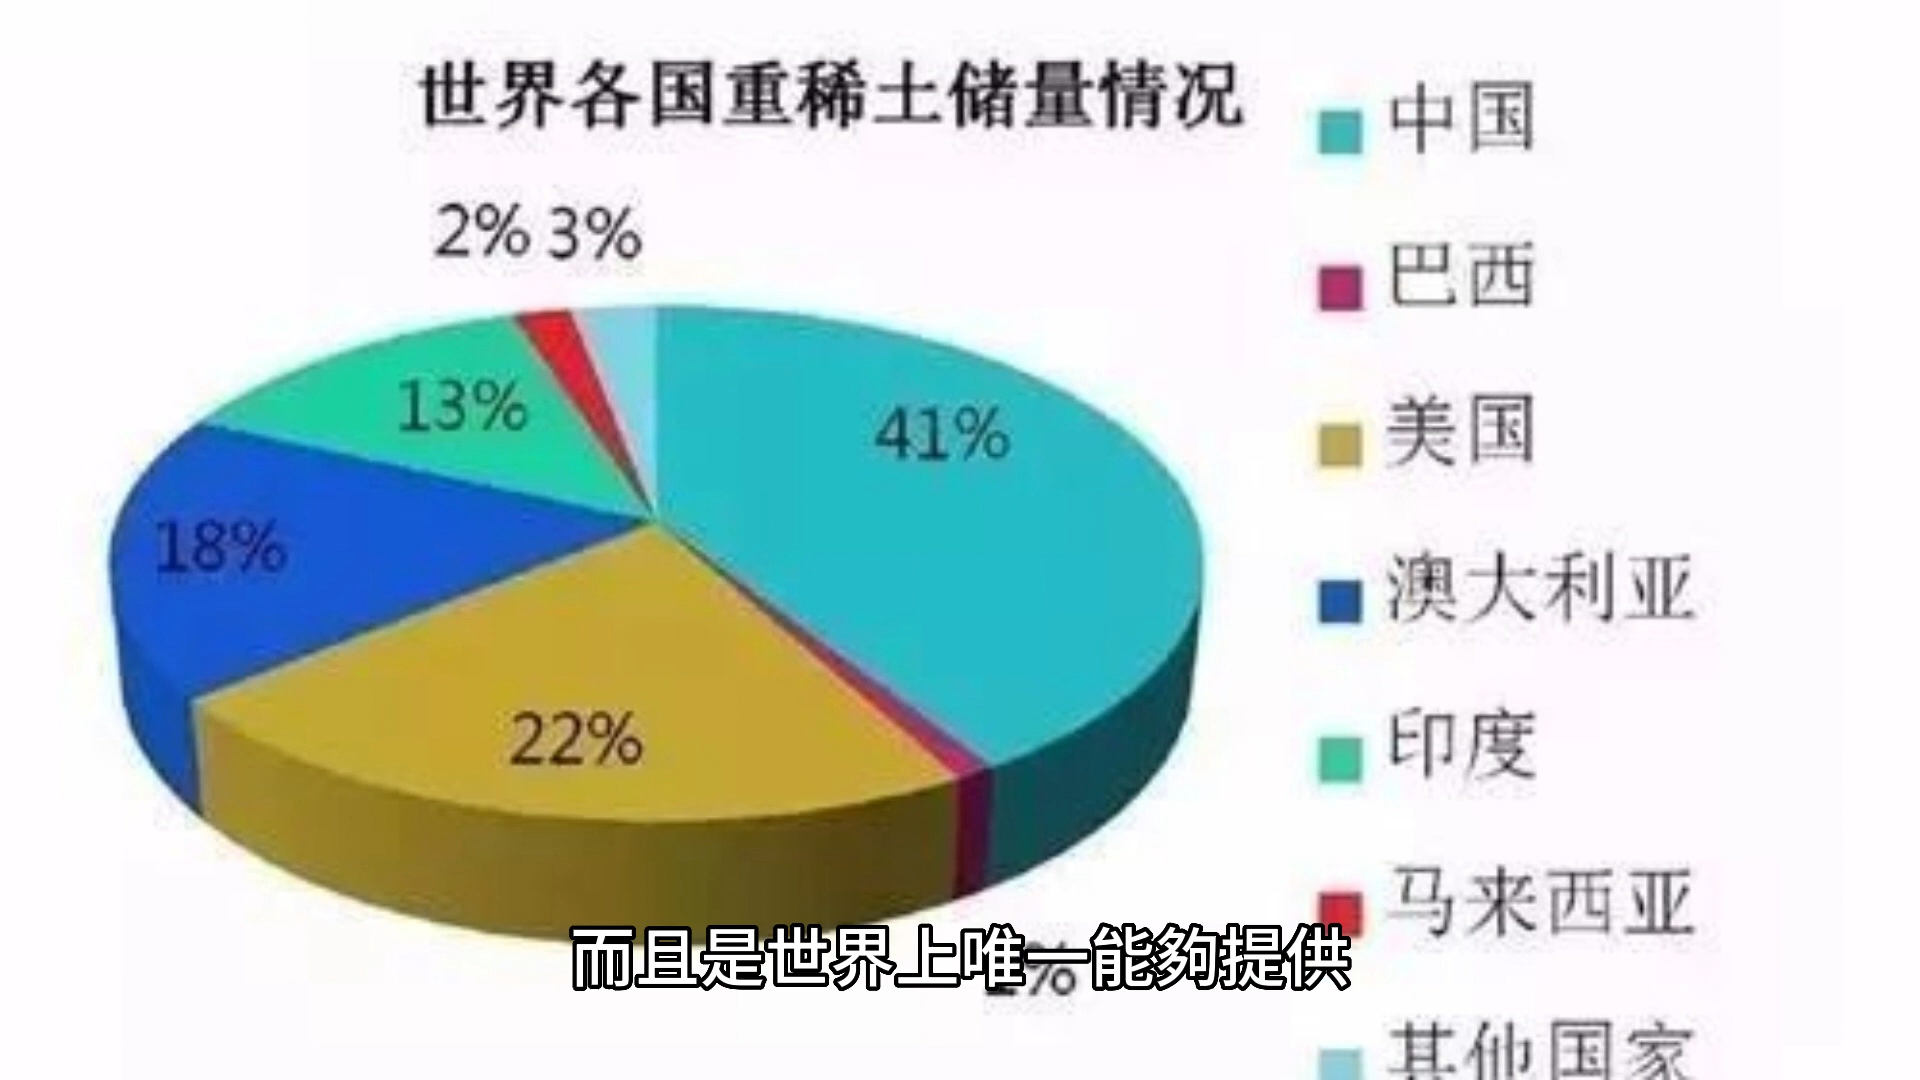 世界各国重稀土储量情况
2% 3%
13%
41%
18%
22%
中国
巴西
美国
澳大利亚
印度
马来西亚
其他国家
而且是世界上唯一能夠提供